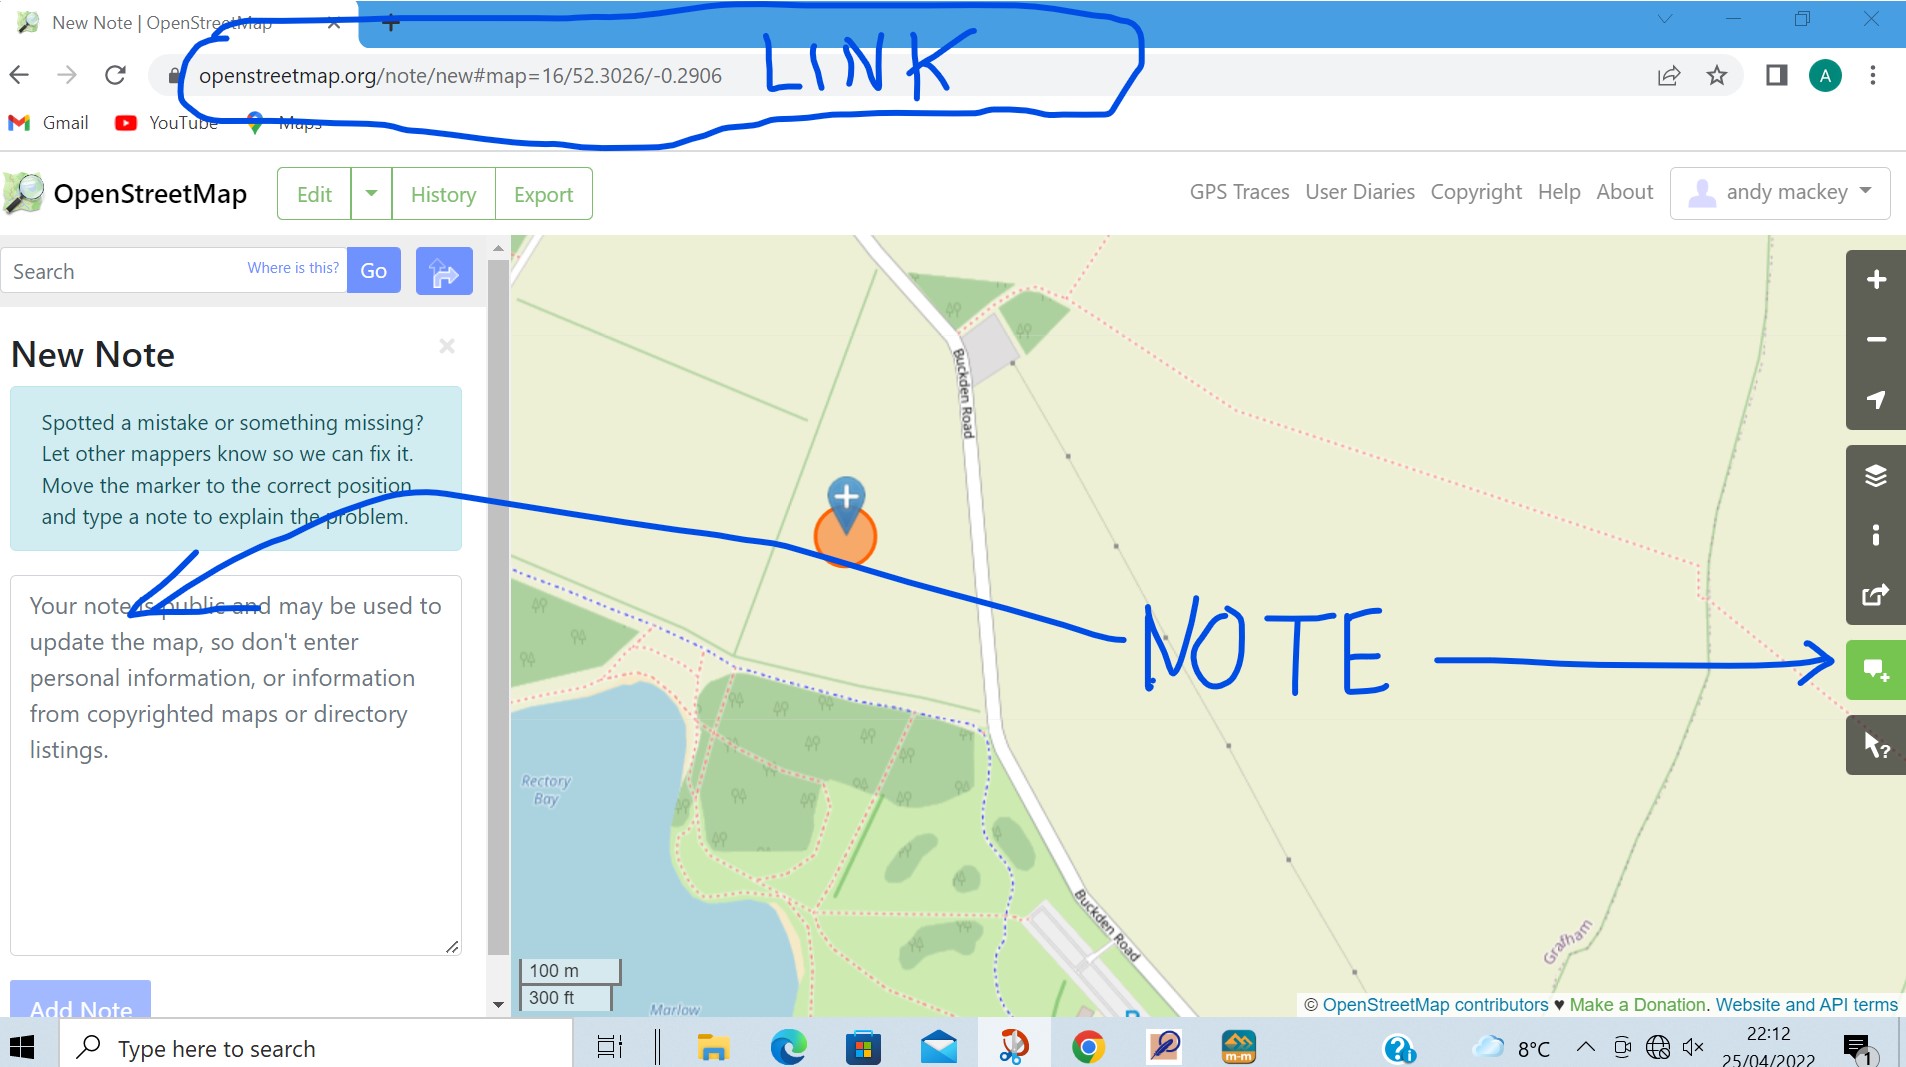 New Note | OpenStreetMap
openstreetmap.org/note/new#map=16/52.3026/-0.2906
LINK
A
Gmail
YouTube
Maps
OpenStreetMap
Edit
History
Export
GPS Traces
User Diaries
Copyright
Help
About
andy mackey
Search
Where is this?
Go
New Note
Spotted a mistake or something missing?
Let other mappers know so we can fix it.
Move the marker to the correct position
and type a note to explain the problem.
Your note is public and may be used to
update the map, so don't enter
personal information, or information
from copyrighted maps or directory
listings.
Add Note
Buckden Road
NOTE
Rectory
Bay
Buckden Road
Grafham
Marlow
P
100 m
300 ft
© OpenStreetMap contributors ♥ Make a Donation. Website and API terms
Type here to search
m-m
8°C
22:12
25/04/2022
1